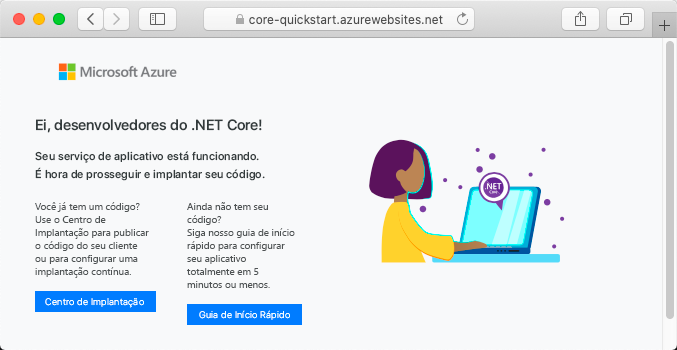 core-quickstart.azurewebsites.net
Microsoft Azure
Ei, desenvolvedores do .NET Core!
Seu serviço de aplicativo está funcionando.
É hora de prosseguir e implantar seu código.
Você já tem um código?
Use o Centro de
Implantação para publicar
o código do seu cliente
ou para configurar uma
implantação contínua.
Centro de Implantação
Ainda não tem seu
código?
Siga nosso guia de início
rápido para configurar
seu aplicativo
totalmente em 5
minutos ou menos.
Guia de Início Rápido
.NET
Core